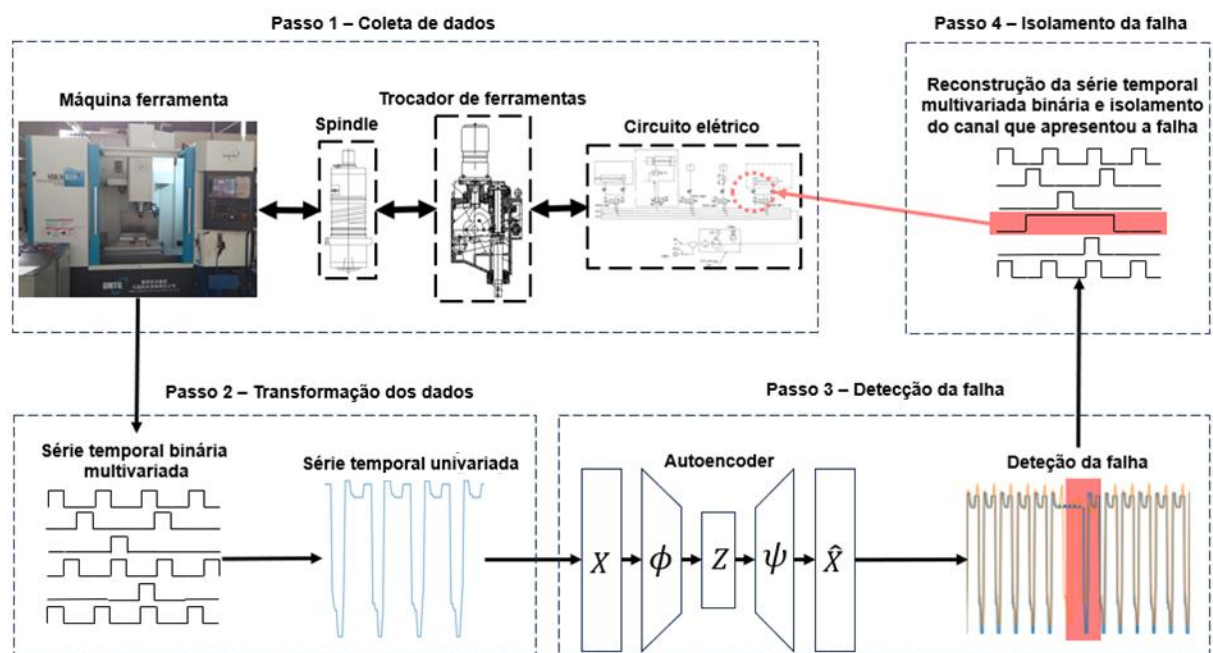 Passo 1 – Coleta de dados
Máquina ferramenta
Spindle
Trocador de ferramentas
Circuito elétrico
Passo 4 – Isolamento da falha
Reconstrução da série temporal
multivariada binária e isolamento
do canal que apresentou a falha
Passo 2 – Transformação dos dados
Série temporal binária
multivariada
Série temporal univariada
Passo 3 – Detecção da falha
Autoencoder
X
ϕ
Z
ψ
X̂
Deteção da falha